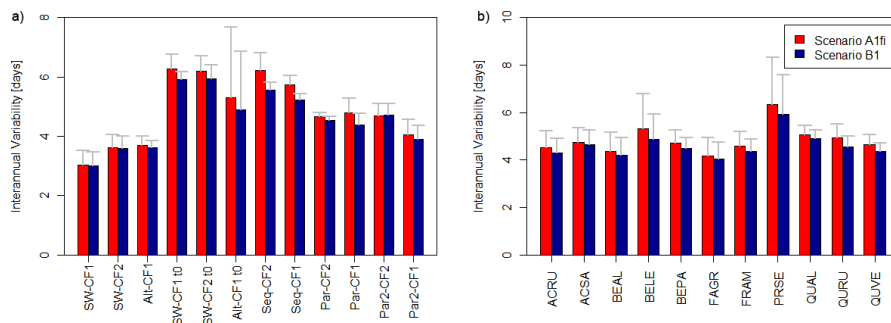 a)
Interannual Variability [days]
0
2
4
6
8
SW-CF1
SW-CF2
Alt-CF1
SW-CF1 t0
SW-CF2 t0
Alt-CF1 t0
Seq-CF2
Seq-CF1
Par-CF2
Par-CF1
Par2-CF2
Par2-CF1
b)
Interannual Variability [days]
0
2
4
6
8
10
Scenario A1fi
Scenario B1
ACRU
ACSA
BEAL
BELE
BEPA
FAGR
FRAM
PRSE
QUAL
QURU
QUVE